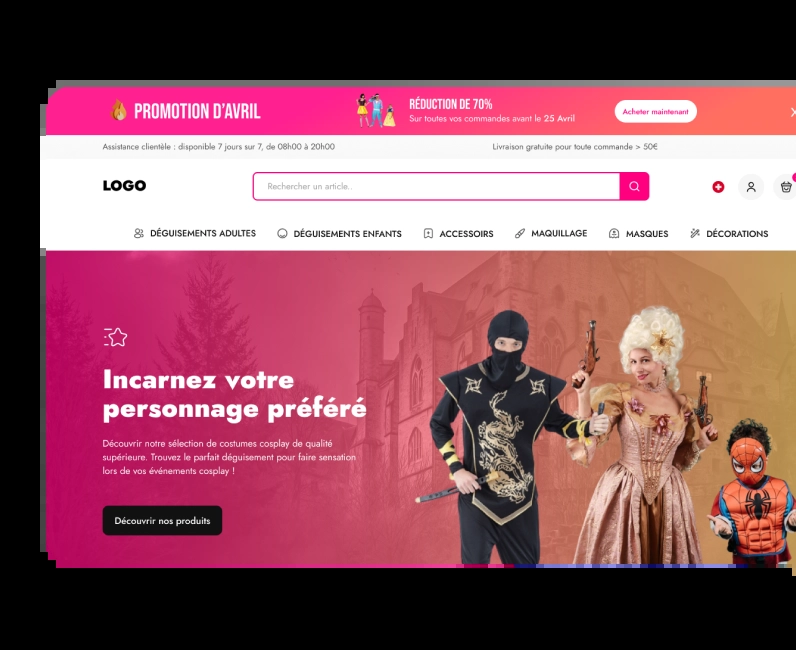 PROMOTION D'AVRIL
RÉDUCTION DE 70%
Sur toutes vos commandes avant le 25 Avril
Acheter maintenant
Assistance clientèle : disponible 7 jours sur 7, de 08h00 à 20h00
Livraison gratuite pour toute commande > 50€
LOGO
Rechercher un article..
DÉGUISEMENTS ADULTES
DÉGUISEMENTS ENFANTS
ACCESSOIRS
MAQUILLAGE
MASQUES
DÉCORATIONS
Incarnez votre
personnage préféré
Découvrir notre sélection de costumes cosplay de qualité
supérieure. Trouvez le parfait déguisement pour faire sensation
lors de vos événements cosplay !
Découvrir nos produits